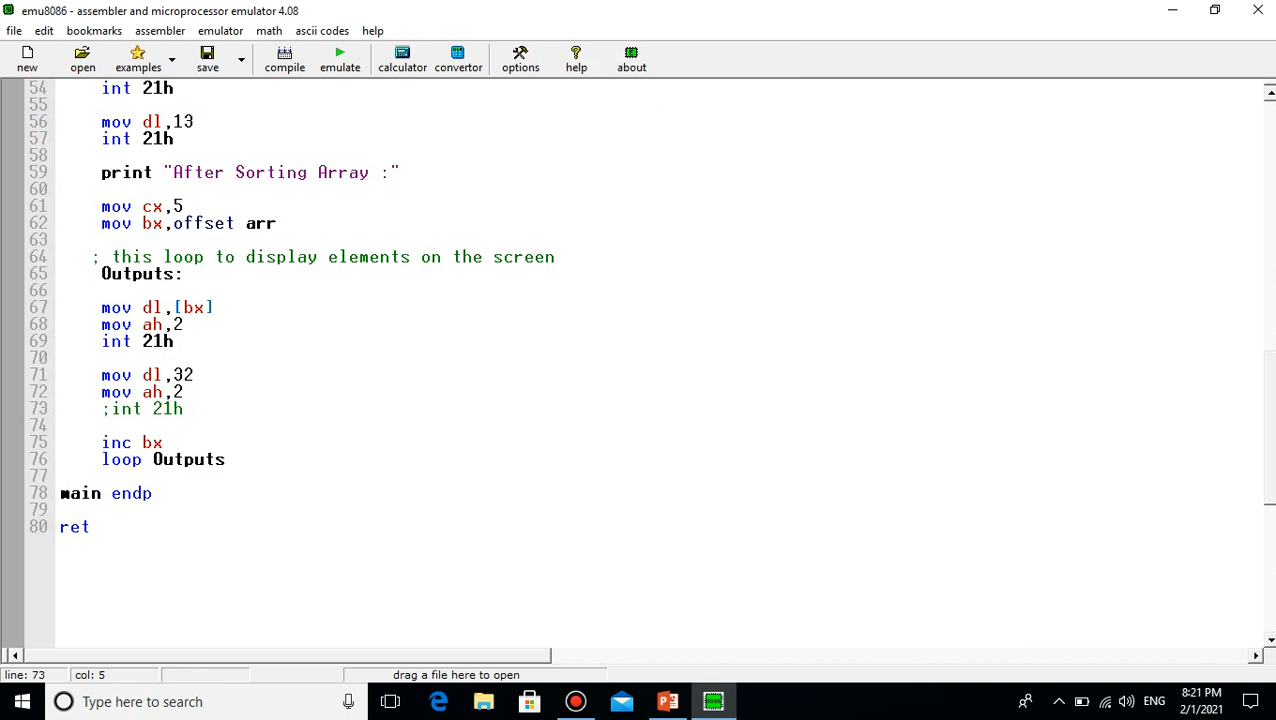 emu8086 - assembler and microprocessor emulator 4.08
file edit bookmarks assembler emulator math ascii codes help
new open examples save compile emulate calculator convertor options help about
54 int 21h
55
56 mov dl,13
57 int 21h
58
59 print "After Sorting Array :"
60
61 mov cx,5
62 mov bx,offset arr
63
64 ; this loop to display elements on the screen
65 Outputs:
66
67 mov dl,[bx]
68 mov ah,2
69 int 21h
70
71 mov dl,32
72 mov ah,2
73 ;int 21h
74
75 inc bx
76 loop Outputs
77
78 main endp
79
80 ret
line: 73 col: 5 drag a file here to open
Type here to search ENG 8:21 PM
2/1/2021